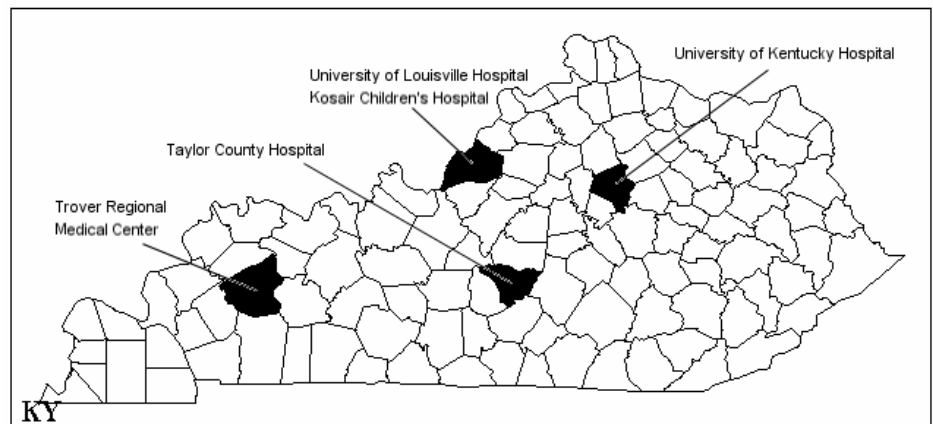 University of Kentucky Hospital
University of Louisville Hospital
Kosair Children's Hospital
Taylor County Hospital
Trover Regional
Medical Center
KY